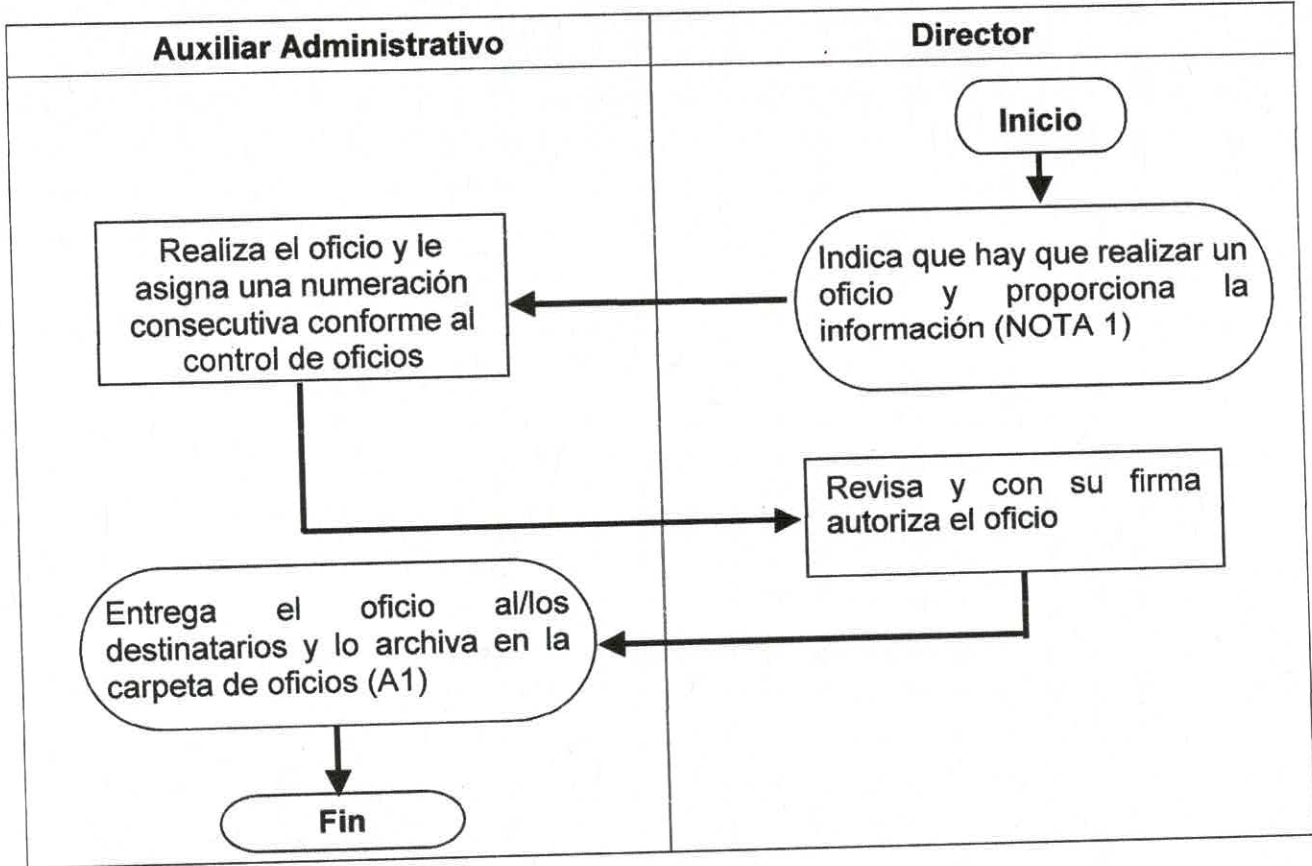 Auxiliar Administrativo
Director
Inicio
Indica que hay que realizar un
oficio y proporciona la
información (NOTA 1)
Realiza el oficio y le
asigna una numeración
consecutiva conforme al
control de oficios
Revisa y con su firma
autoriza el oficio
Entrega el oficio al/los
destinatarios y lo archiva en la
carpeta de oficios (A1)
Fin